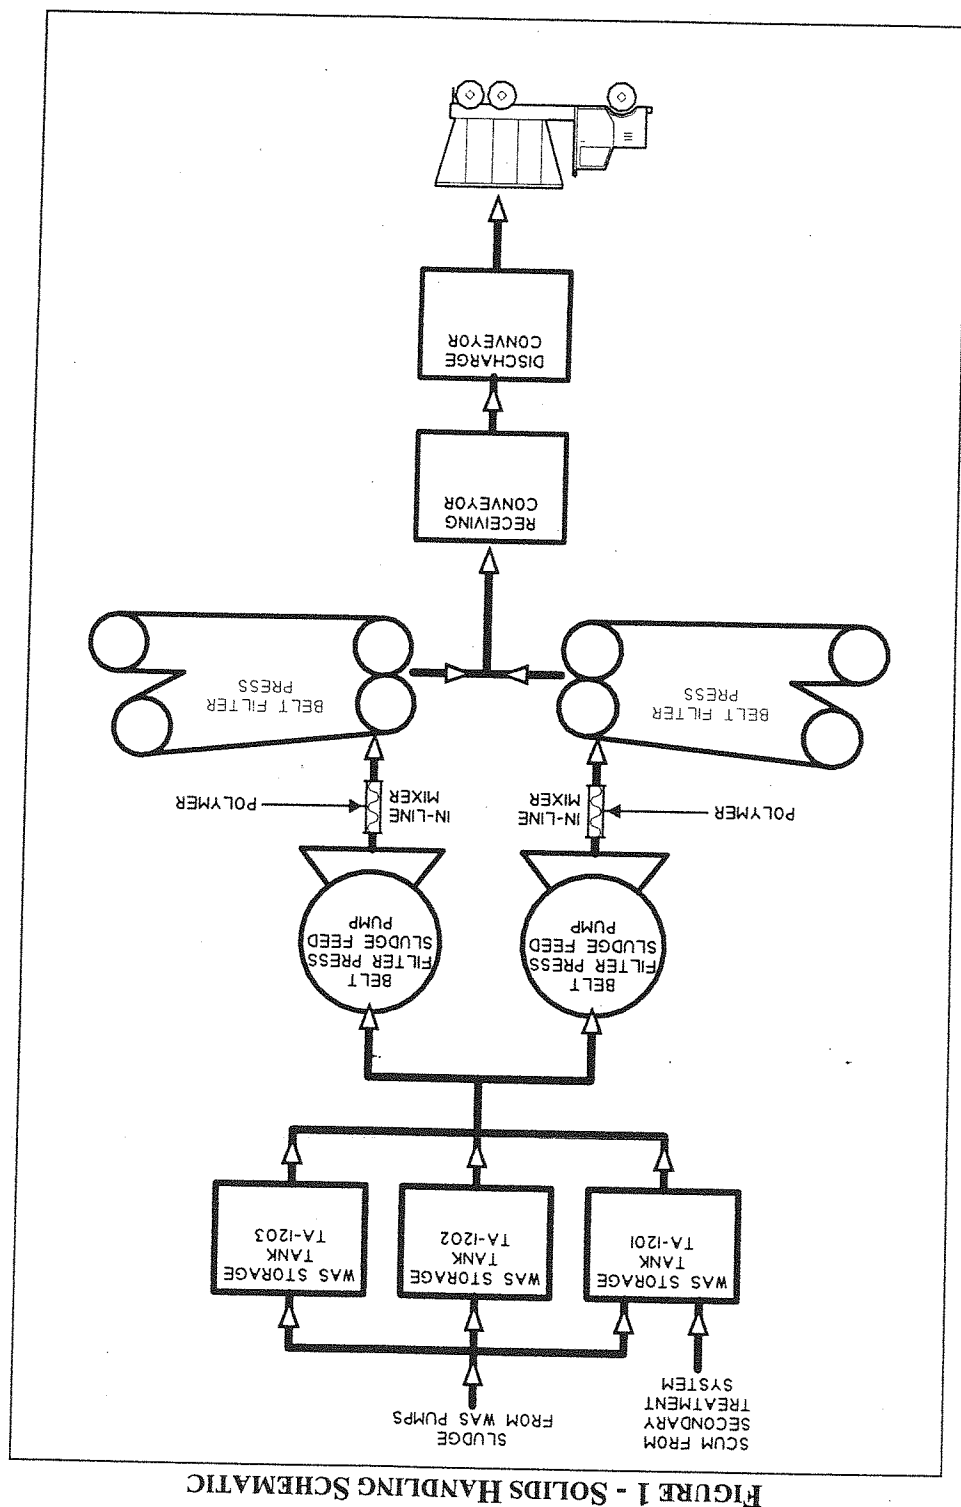 FIGURE 1 - SOLIDS HANDLING SCHEMATIC
SCUM FROM
SECONDARY
TREATMENT
SYSTEM
SLUDGE
FROM WAS PUMPS
WAS STORAGE
TANK
TA-1201
WAS STORAGE
TANK
TA-1202
WAS STORAGE
TANK
TA-1203
BELT
FILTER PRESS
SLUDGE FEED
PUMP
BELT
FILTER PRESS
SLUDGE FEED
PUMP
POLYMER
IN-LINE
MIXER
IN-LINE
MIXER
POLYMER
BELT FILTER
PRESS
BELT FILTER
PRESS
RECEIVING
CONVEYOR
DISCHARGE
CONVEYOR